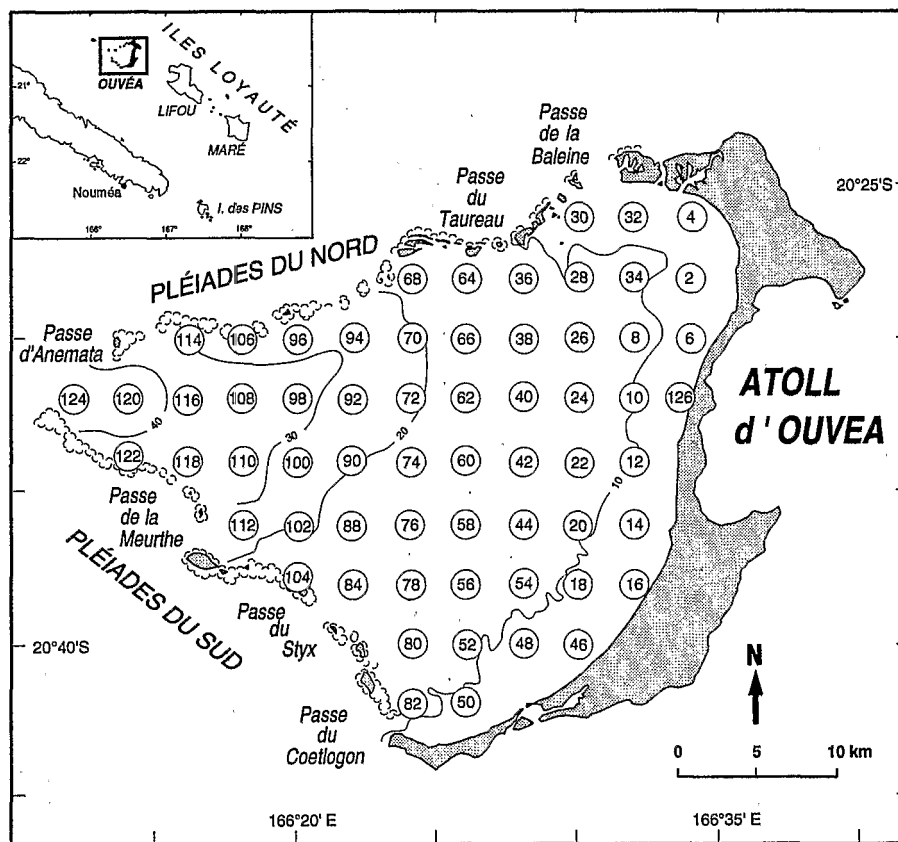 ILES LOYAUTÉ
OUVÉA
21°
LIFOU
MARÉ
22°
Nouméa
I. des PINS
166°
167°
168°
Passe
de la
Baleine
Passe
du
Taureau
20°25'S
PLÉIADES DU NORD
30 32 4
68 64 36 28 34 2
Passe
d'Anemata
114 106 96 94 70 66 38 26 8 6
124 120 116 108 98 92 72 62 40 24 10 126
ATOLL
d'OUVEA
40
30
20
122 118 110 100 90 74 60 42 22 12
10
Passe
de la
Meurthe
112 102 88 76 58 44 20 14
PLÉIADES DU SUD
104 84 78 56 54 18 16
Passe
du
Styx
20°40'S
80 52 48 46
N
82 50
Passe
du
Coetlogon
0 5 10 km
166°20' E
166°35' E